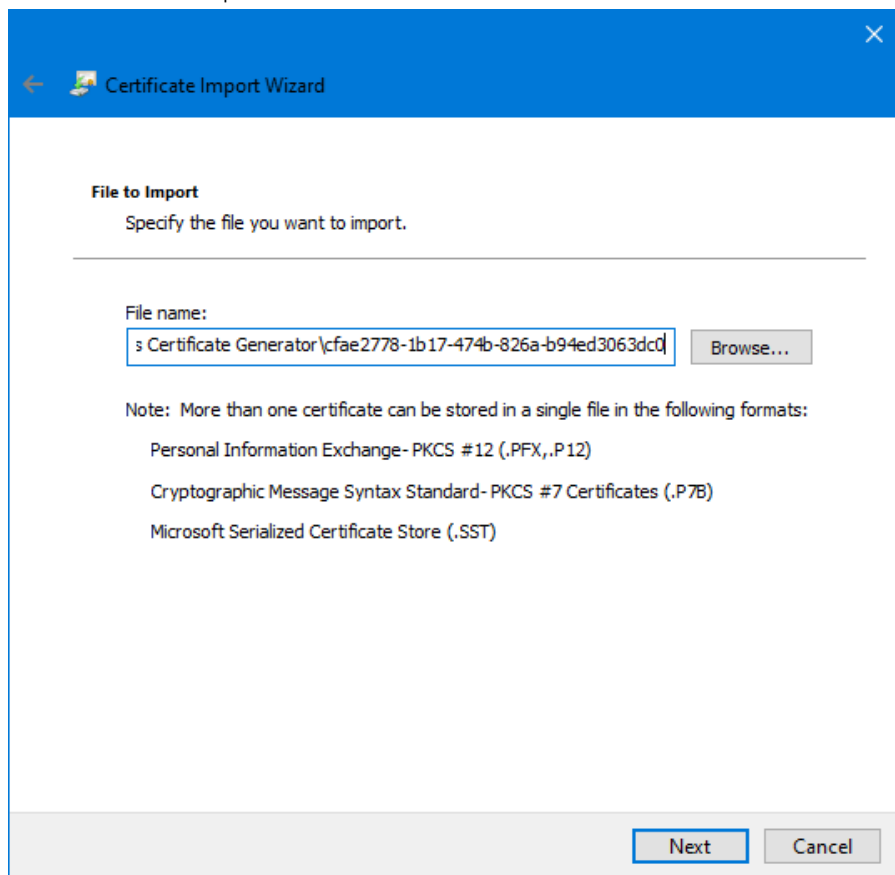 Certificate Import Wizard
File to Import
Specify the file you want to import.
File name:
s Certificate Generator\cfae2778-1b17-474b-826a-b94ed3063dc0
Browse...
Note: More than one certificate can be stored in a single file in the following formats:
Personal Information Exchange- PKCS #12 (.PFX,.P12)
Cryptographic Message Syntax Standard- PKCS #7 Certificates (.P7B)
Microsoft Serialized Certificate Store (.SST)
Next
Cancel